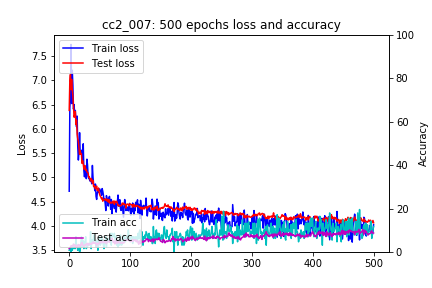 cc2_007: 500 epochs loss and accuracy
Train loss
Test loss
Train acc
Test acc
Loss
Accuracy
7.5
7.0
6.5
6.0
5.5
5.0
4.5
4.0
3.5
100
80
60
40
20
0
0 100 200 300 400 500